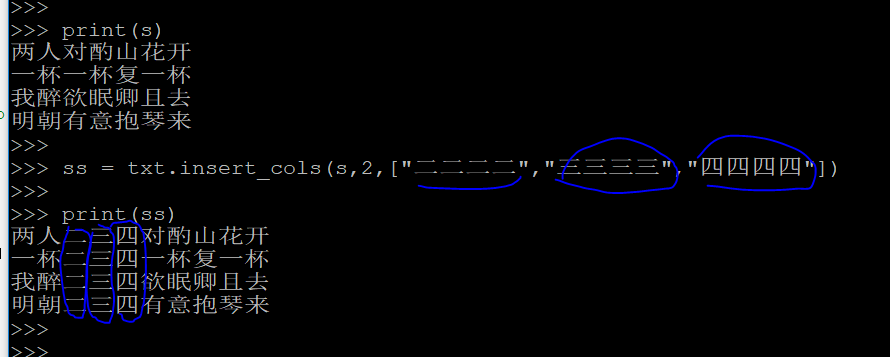 >>>
>>> print(s)
两人对酌山花开
一杯一杯复一杯
我醉欲眠卿且去
明朝有意抱琴来
>>>
>>> ss = txt.insert_cols(s,2,["二二二二","三三三三","四四四四"])
>>>
>>> print(ss)
两人二三四对酌山花开
一杯二三四一杯复一杯
我醉二三四欲眠卿且去
明朝二三四有意抱琴来
>>>
>>>